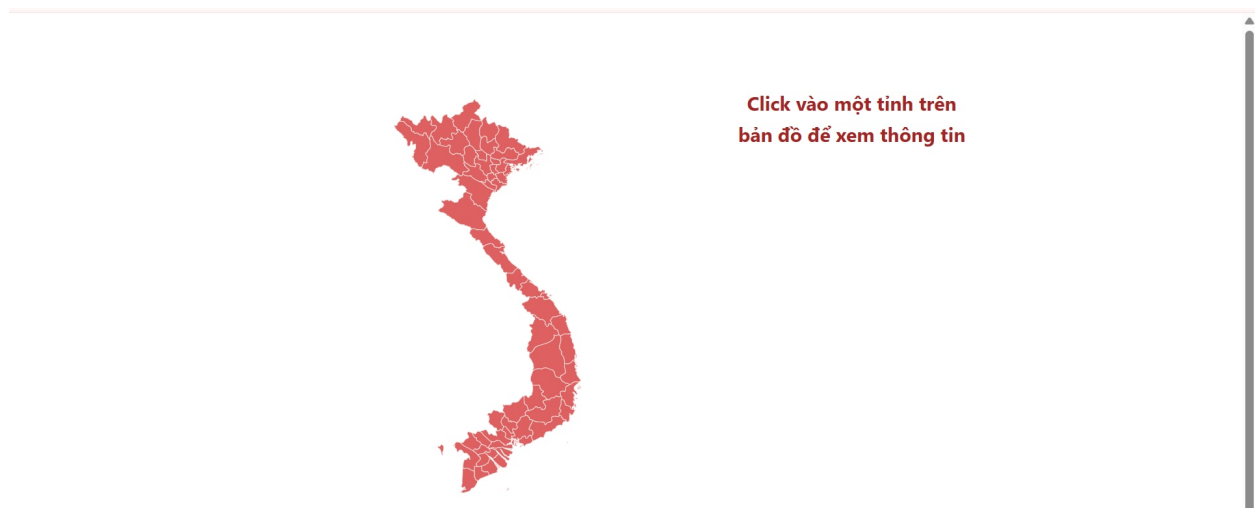 Click vào một tỉnh trên
bản đồ để xem thông tin